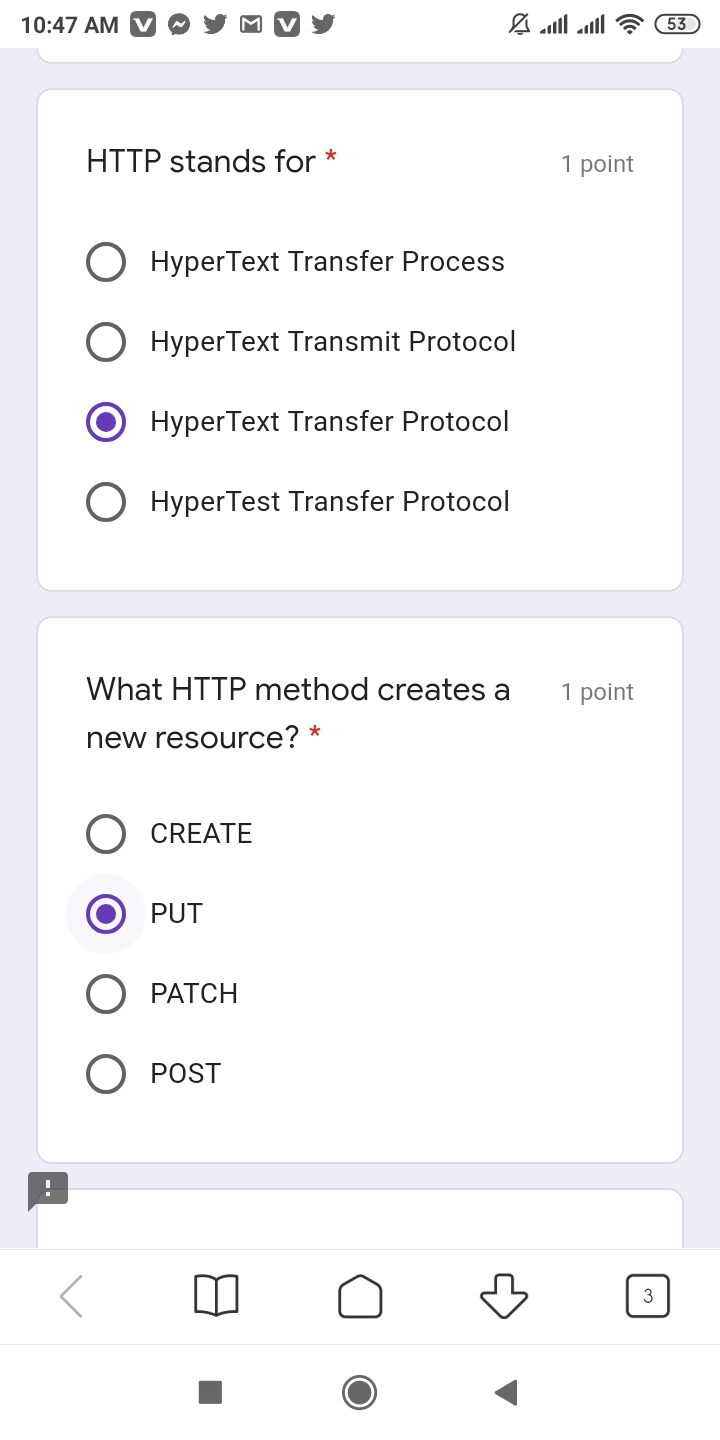 10:47 AM
53
HTTP stands for *
1 point
HyperText Transfer Process
HyperText Transmit Protocol
HyperText Transfer Protocol
HyperTest Transfer Protocol
What HTTP method creates a
1 point
new resource? *
CREATE
PUT
PATCH
POST
3